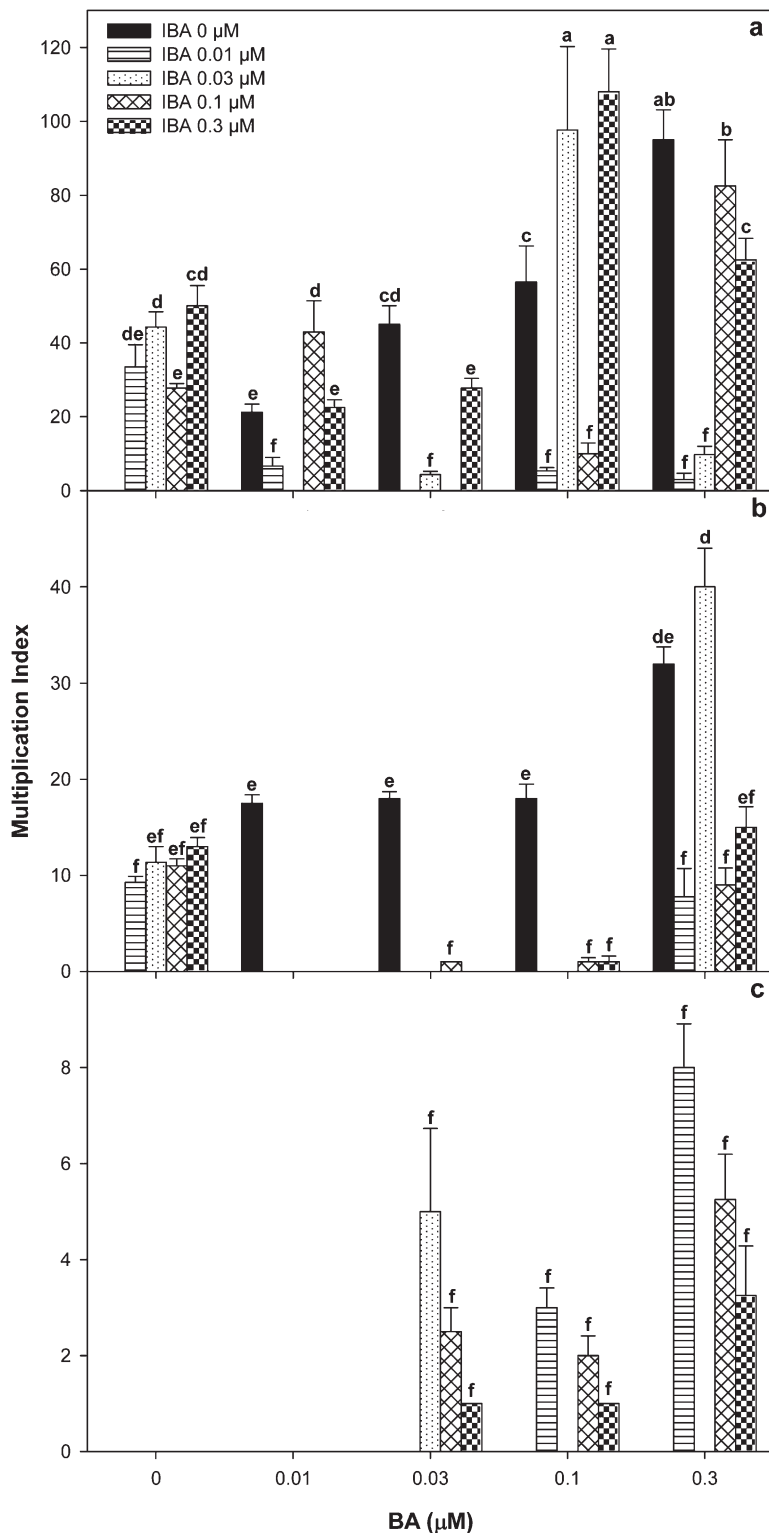 a
IBA 0 µM
IBA 0.01 µM
IBA 0.03 µM
IBA 0.1 µM
IBA 0.3 µM
120
100
80
60
40
20
0
de d e cd
e f d e
cd f e
c f a f a
ab f f b c
b
40
30
20
10
0
f ef ef ef
e
e f
e f f
de f d f ef
c
8
6
4
2
0
f f f
f f f
f f f
Multiplication Index
0 0.01 0.03 0.1 0.3
BA (µM)